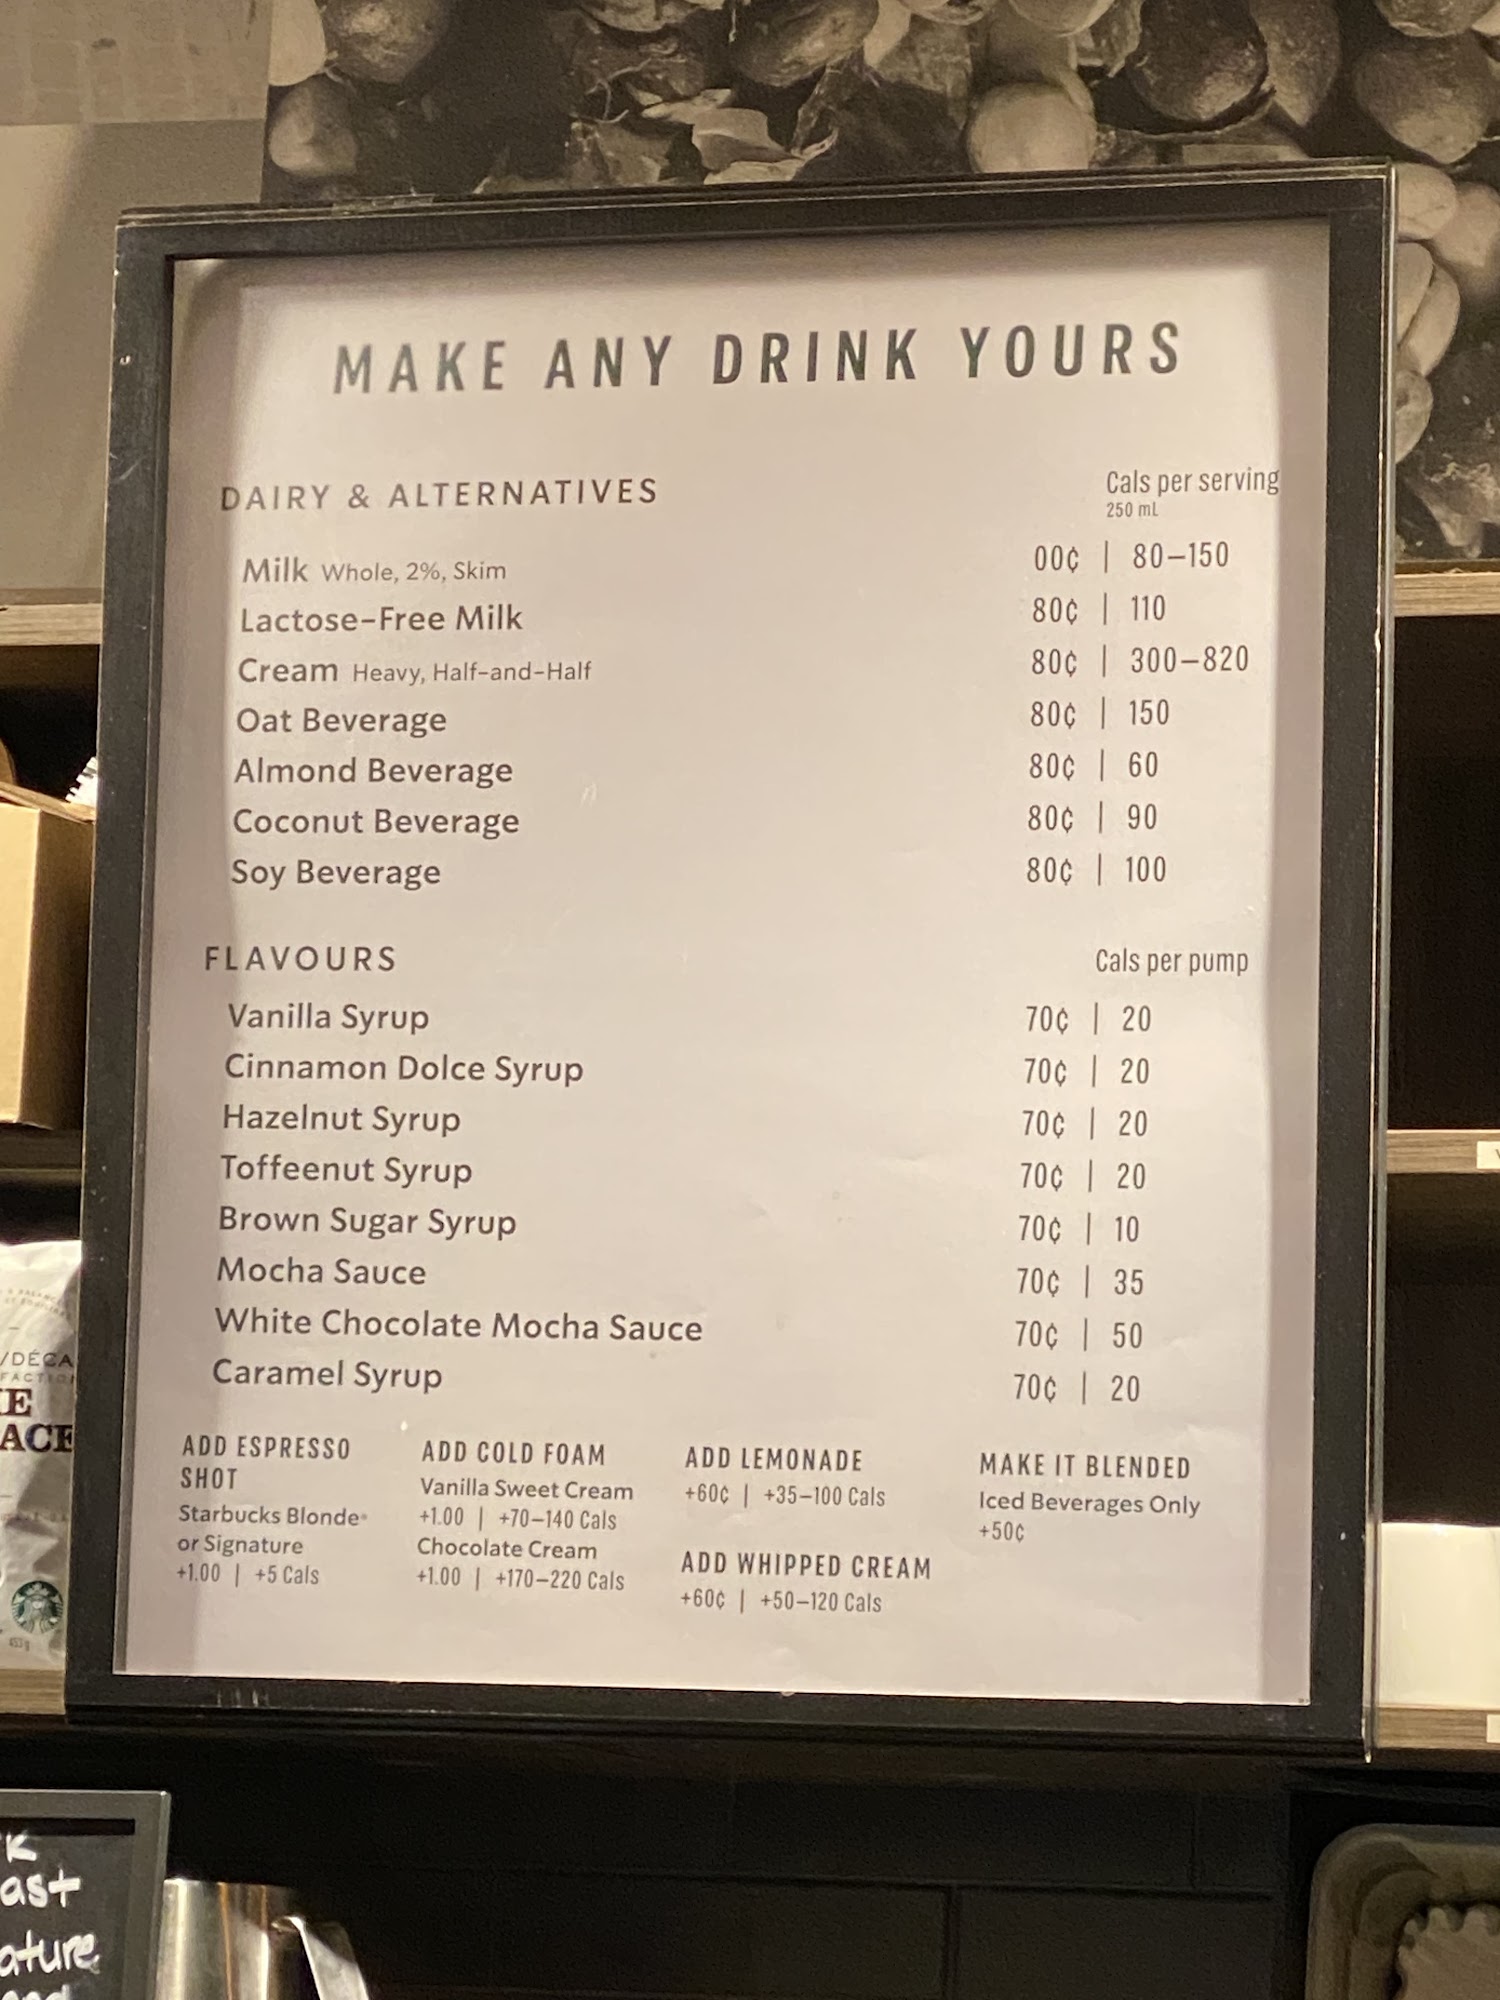 MAKE ANY DRINK YOURS
DAIRY & ALTERNATIVES Cals per serving
250 mL
Milk Whole, 2%, Skim 00¢ | 80–150
Lactose-Free Milk 80¢ | 110
Cream Heavy, Half-and-Half 80¢ | 300–820
Oat Beverage 80¢ | 150
Almond Beverage 80¢ | 60
Coconut Beverage 80¢ | 90
Soy Beverage 80¢ | 100
FLAVOURS Cals per pump
Vanilla Syrup 70¢ | 20
Cinnamon Dolce Syrup 70¢ | 20
Hazelnut Syrup 70¢ | 20
Toffeenut Syrup 70¢ | 20
Brown Sugar Syrup 70¢ | 10
Mocha Sauce 70¢ | 35
White Chocolate Mocha Sauce 70¢ | 50
Caramel Syrup 70¢ | 20
ADD ESPRESSO
SHOT
Starbucks Blonde®
or Signature
+1.00 | +5 Cals
ADD COLD FOAM
Vanilla Sweet Cream
+1.00 | +70–140 Cals
Chocolate Cream
+1.00 | +170–220 Cals
ADD LEMONADE
+60¢ | +35–100 Cals
ADD WHIPPED CREAM
+60¢ | +50–120 Cals
MAKE IT BLENDED
Iced Beverages Only
+50¢
/DÉCA
E
ACE
453 g
ast
ature